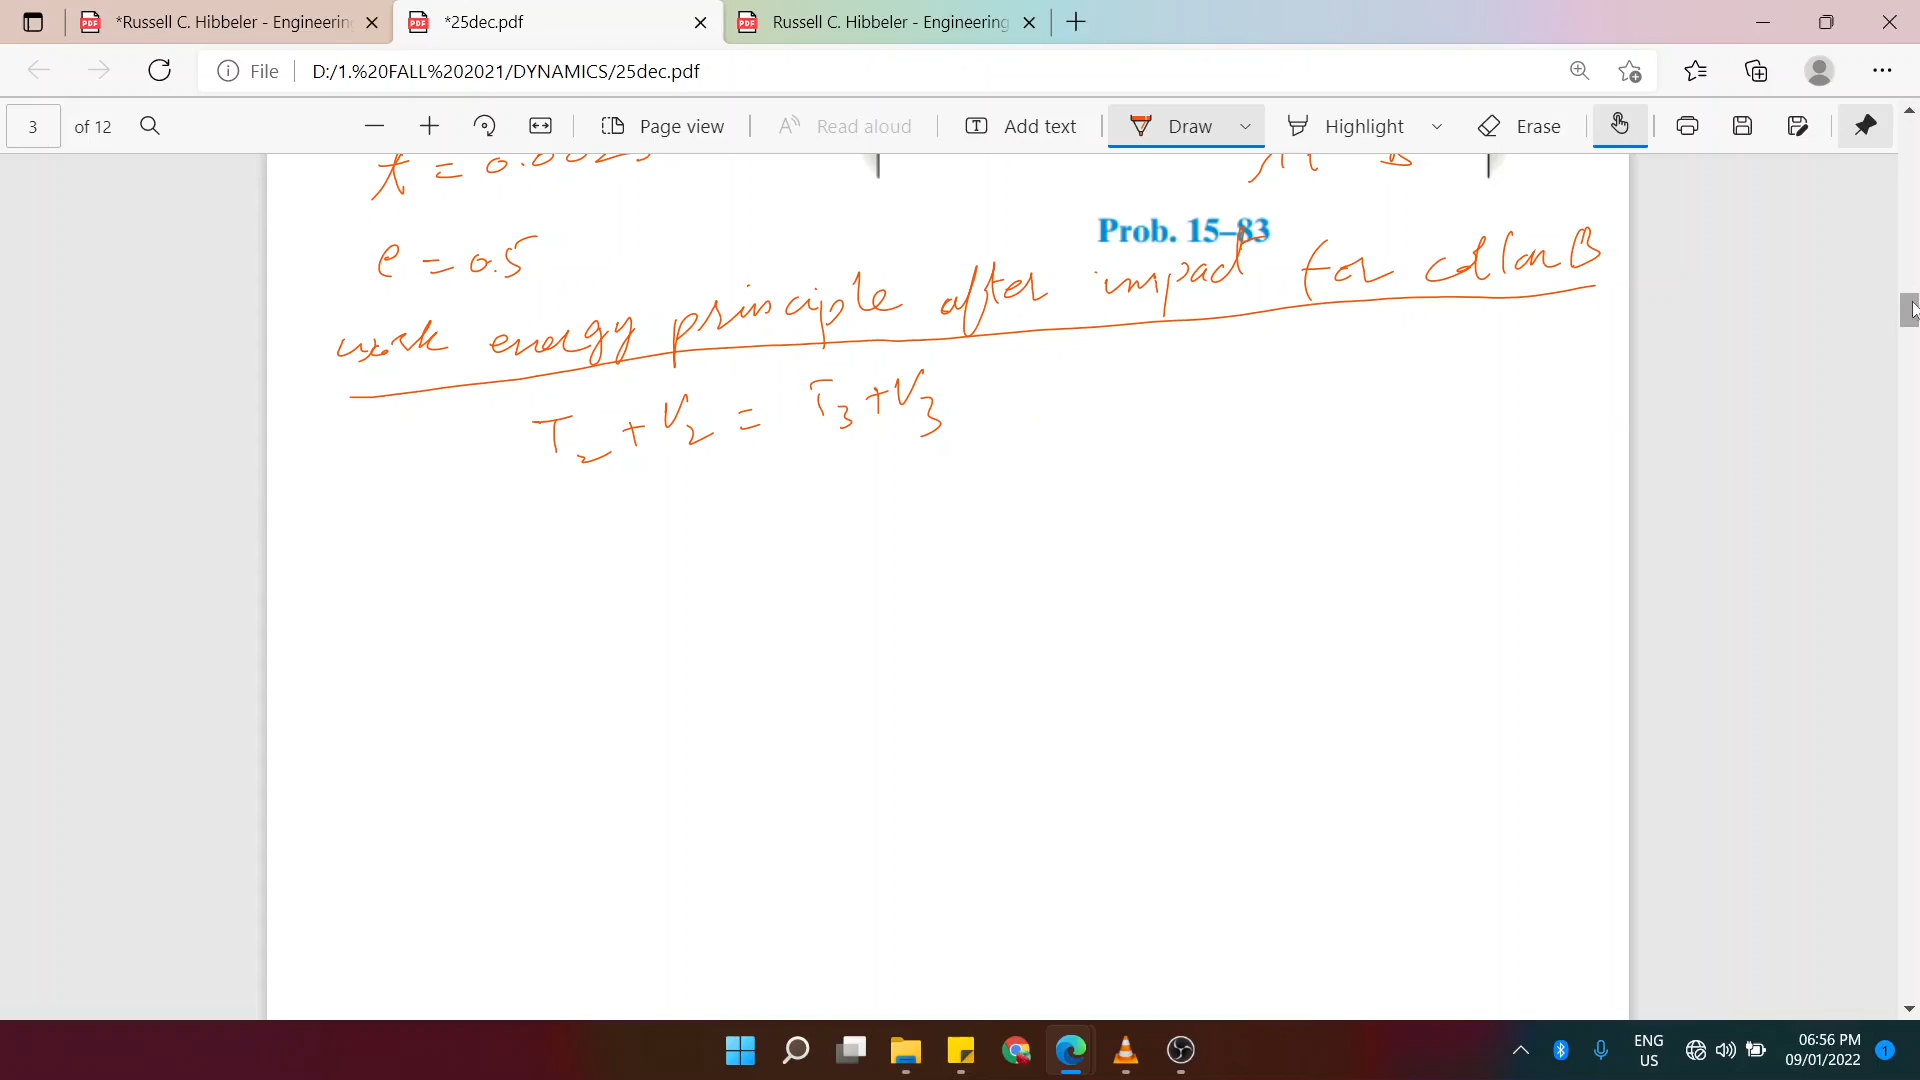 *Russell C. Hibbeler - Engineering
*25dec.pdf
Russell C. Hibbeler - Engineering
File
D:/1.%20FALL%202021/DYNAMICS/25dec.pdf
3 of 12
Page view
Read aloud
Add text
Draw
Highlight
Erase
Prob. 15–83
e = 0.5
work energy principle after impact for collar B
T2 + V2 = T3 + V3
ENG
US
06:56 PM
09/01/2022
1